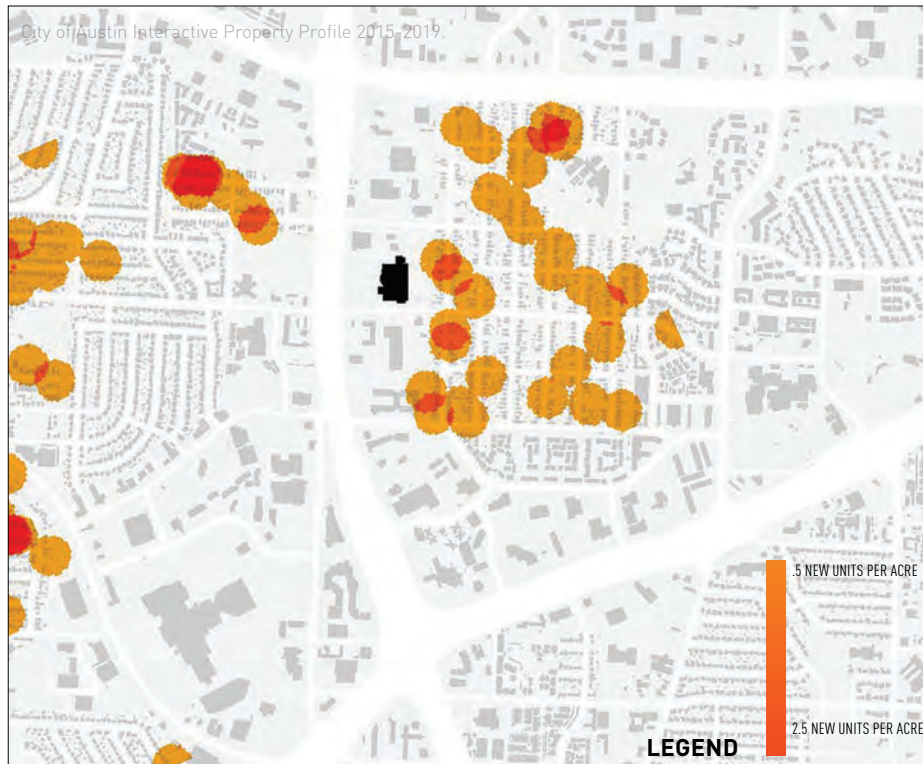 City of Austin Interactive Property Profile 2015-2019.
.5 NEW UNITS PER ACRE
2.5 NEW UNITS PER ACRE
LEGEND